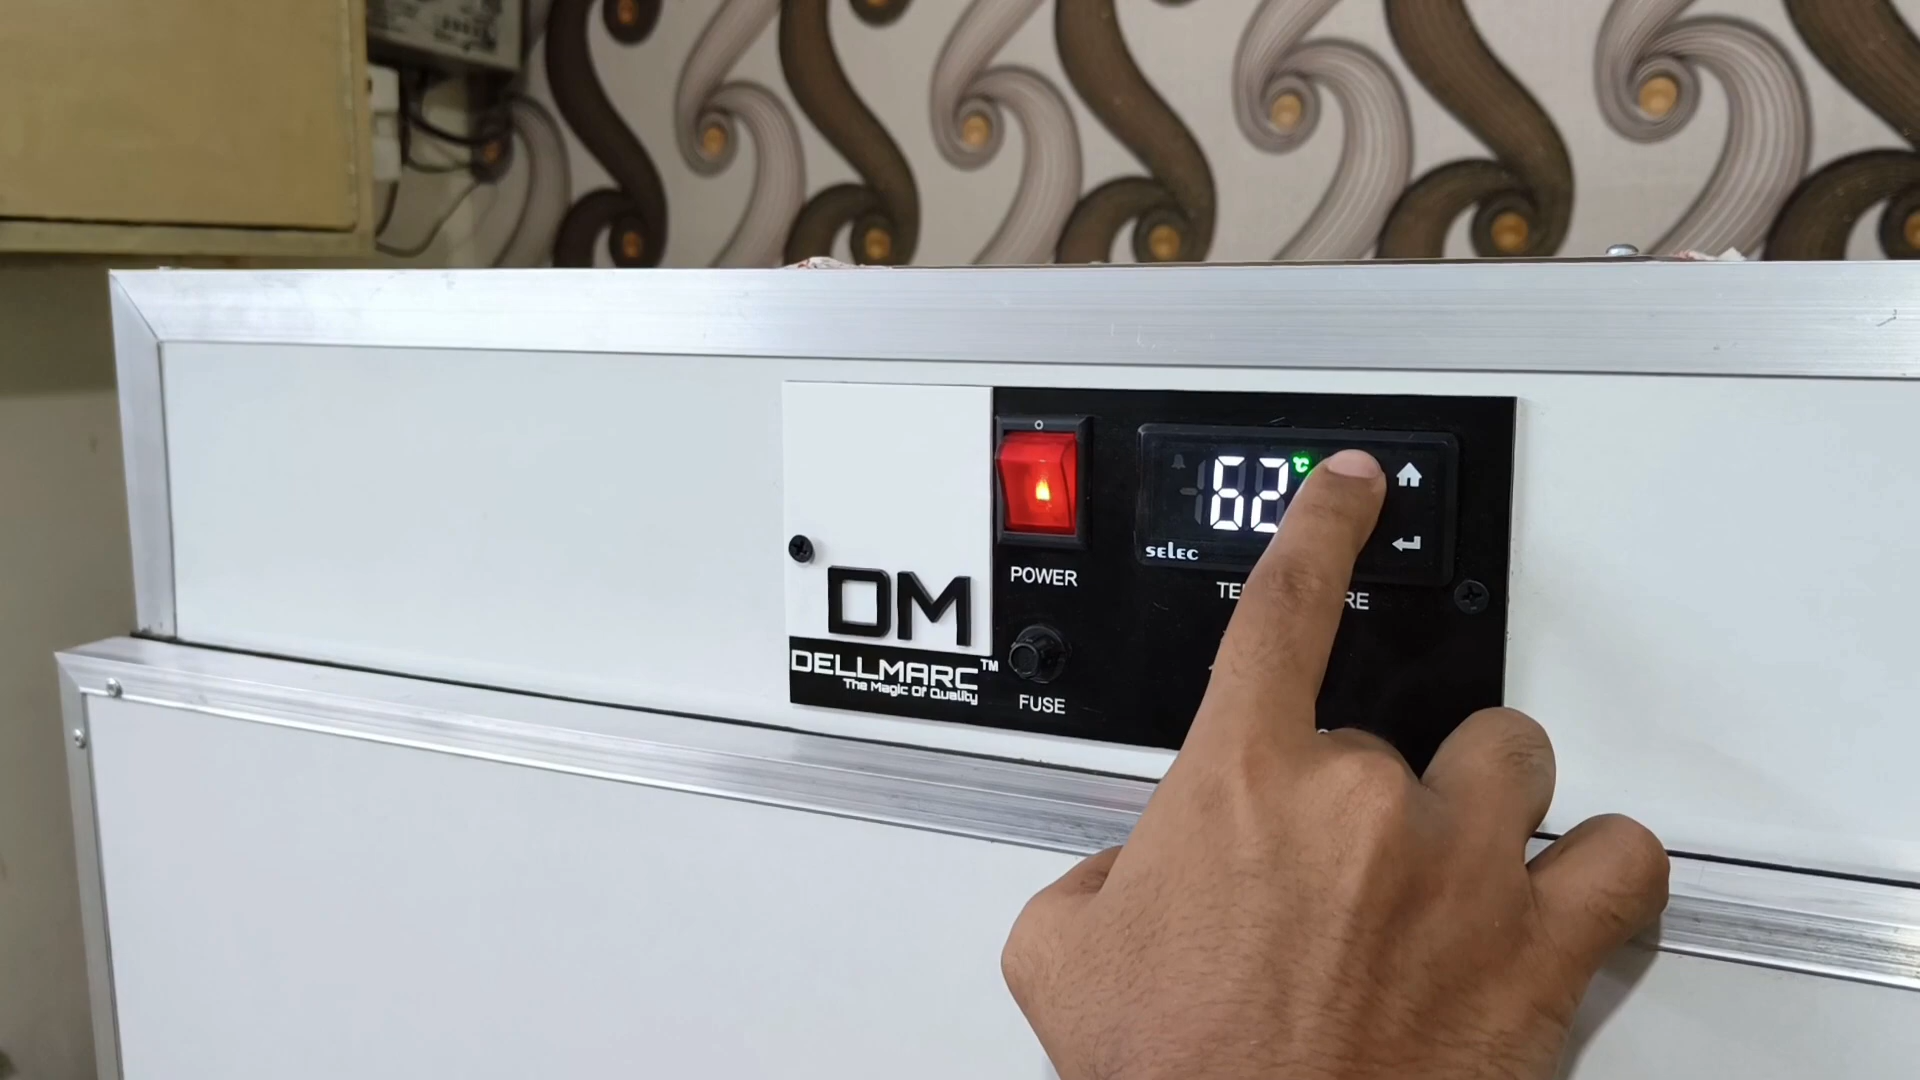 62
°C
selec
POWER
DM
DELLMARC™
The Magic Of Quality
FUSE